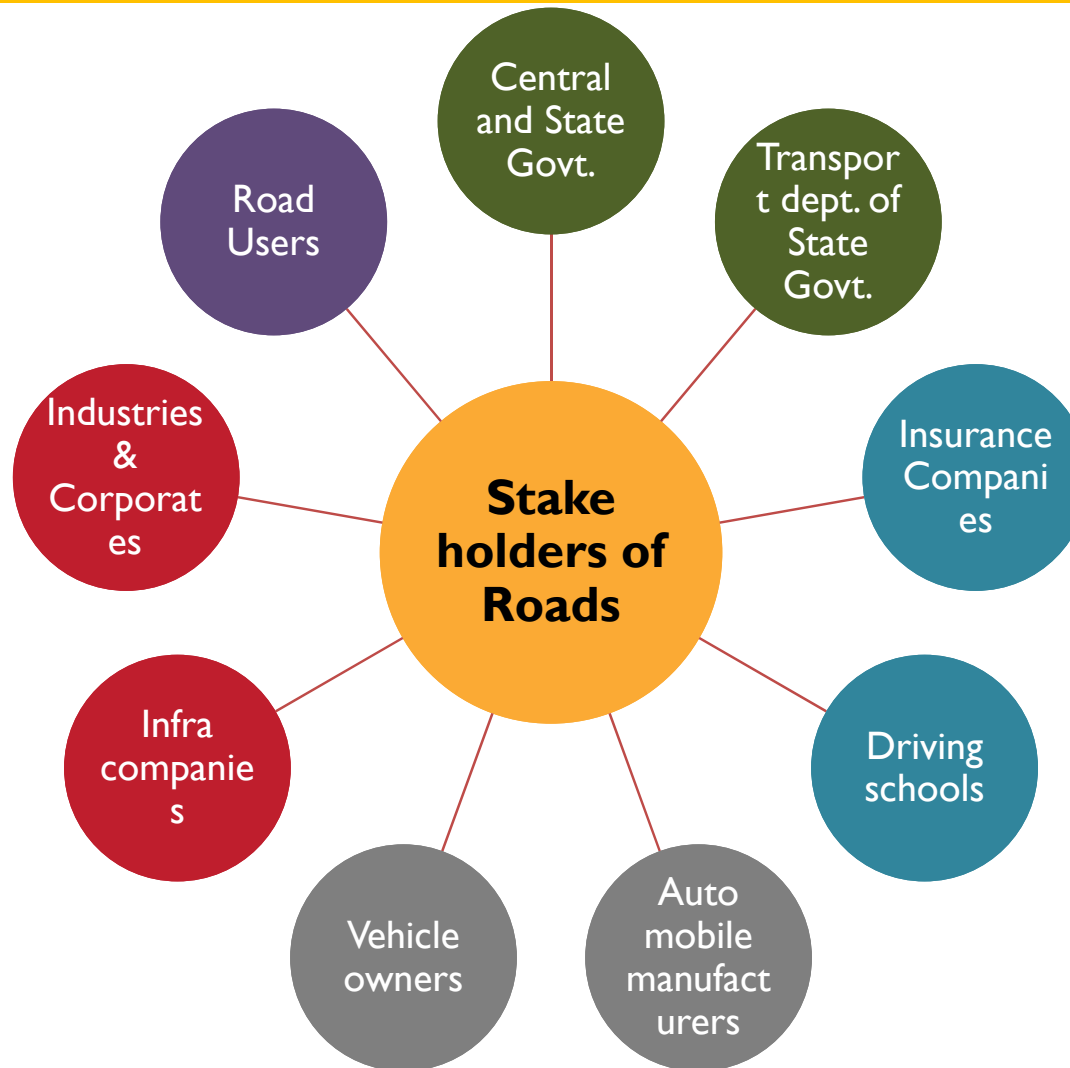 Central
and State
Govt.
Transpor
t dept. of
State
Govt.
Road
Users
Industries
&
Corporat
es
Insurance
Compani
es
Stake
holders of
Roads
Infra
companie
s
Driving
schools
Vehicle
owners
Auto
mobile
manufact
urers